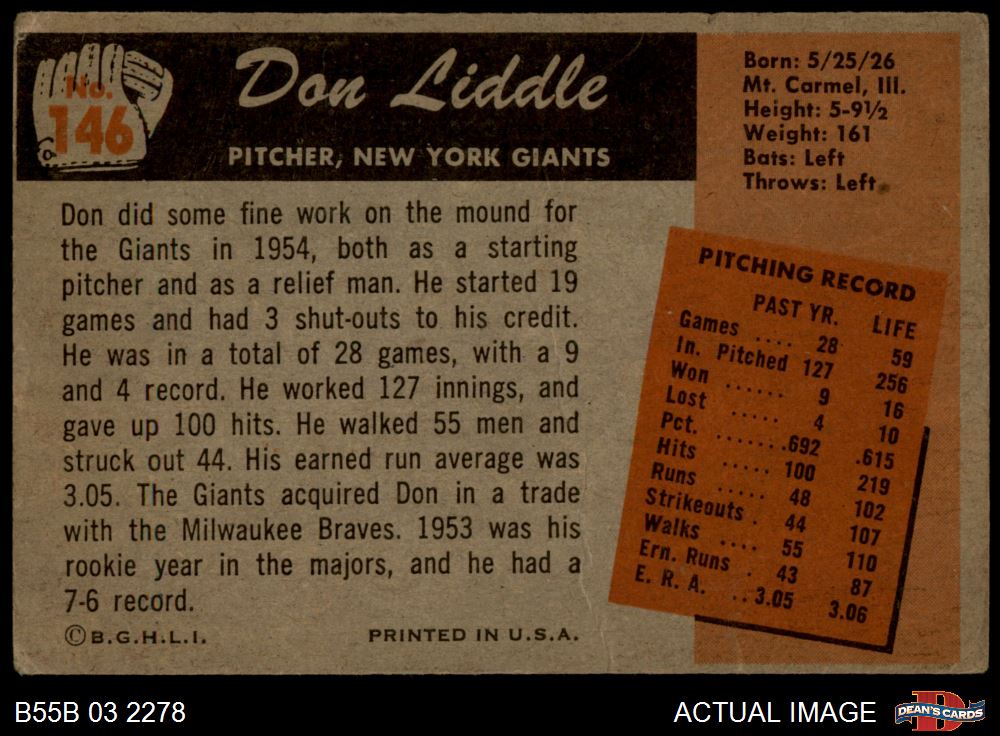 No.
146
Don Liddle
PITCHER, NEW YORK GIANTS
Born: 5/25/26
Mt. Carmel, Ill.
Height: 5-9½
Weight: 161
Bats: Left
Throws: Left
Don did some fine work on the mound for
the Giants in 1954, both as a starting
pitcher and as a relief man. He started 19
games and had 3 shut-outs to his credit.
He was in a total of 28 games, with a 9
and 4 record. He worked 127 innings, and
gave up 100 hits. He walked 55 men and
struck out 44. His earned run average was
3.05. The Giants acquired Don in a trade
with the Milwaukee Braves. 1953 was his
rookie year in the majors, and he had a
7-6 record.
©B.G.H.L.I. PRINTED IN U.S.A.
PITCHING RECORD
PAST YR. LIFE
Games .... 28 59
In. Pitched 127 256
Won ...... 9 16
Lost ..... 4 10
Pct. .......692 .615
Hits ..... 100 219
Runs ..... 48 102
Strikeouts . 44 107
Walks .... 55 110
Ern. Runs . 43 87
E. R. A. ..3.05 3.06
B55B 03 2278
ACTUAL IMAGE
D
DEAN'S CARDS